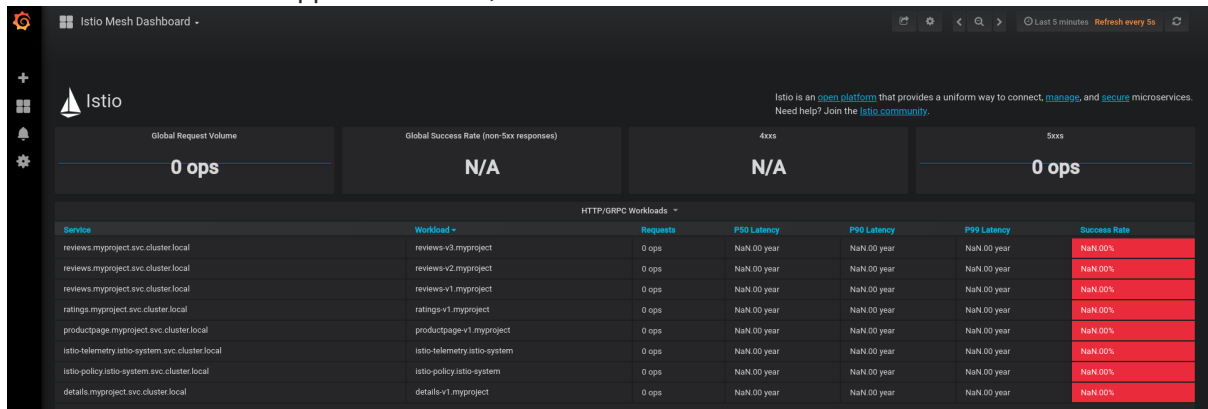 Istio Mesh Dashboard
Last 5 minutes Refresh every 5s
Istio
Istio is an open platform that provides a uniform way to connect, manage, and secure microservices.
Need help? Join the Istio community.
Global Request Volume
0 ops
Global Success Rate (non-5xx responses)
N/A
4xxs
N/A
5xxs
0 ops
HTTP/GRPC Workloads
Service Workload Requests P50 Latency P90 Latency P99 Latency Success Rate
reviews.myproject.svc.cluster.local reviews-v3.myproject 0 ops NaN.00 year NaN.00 year NaN.00 year NaN.00%
reviews.myproject.svc.cluster.local reviews-v2.myproject 0 ops NaN.00 year NaN.00 year NaN.00 year NaN.00%
reviews.myproject.svc.cluster.local reviews-v1.myproject 0 ops NaN.00 year NaN.00 year NaN.00 year NaN.00%
ratings.myproject.svc.cluster.local ratings-v1.myproject 0 ops NaN.00 year NaN.00 year NaN.00 year NaN.00%
productpage.myproject.svc.cluster.local productpage-v1.myproject 0 ops NaN.00 year NaN.00 year NaN.00 year NaN.00%
istio-telemetry.istio-system.svc.cluster.local istio-telemetry.istio-system 0 ops NaN.00 year NaN.00 year NaN.00 year NaN.00%
istio-policy.istio-system.svc.cluster.local istio-policy.istio-system 0 ops NaN.00 year NaN.00 year NaN.00 year NaN.00%
details.myproject.svc.cluster.local details-v1.myproject 0 ops NaN.00 year NaN.00 year NaN.00 year NaN.00%